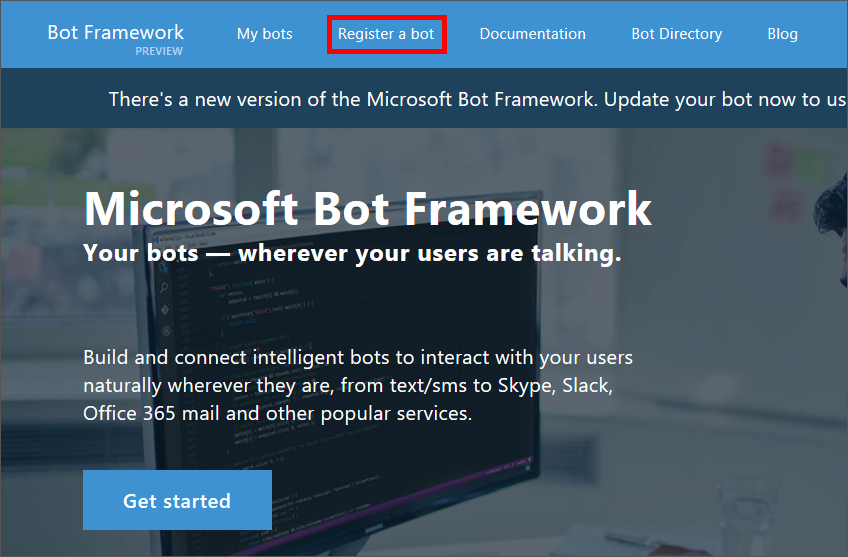 Bot Framework
PREVIEW
My bots
Register a bot
Documentation
Bot Directory
Blog
There's a new version of the Microsoft Bot Framework. Update your bot now to us
Microsoft Bot Framework
Your bots — wherever your users are talking.
Build and connect intelligent bots to interact with your users
naturally wherever they are, from text/sms to Skype, Slack,
Office 365 mail and other popular services.
Get started